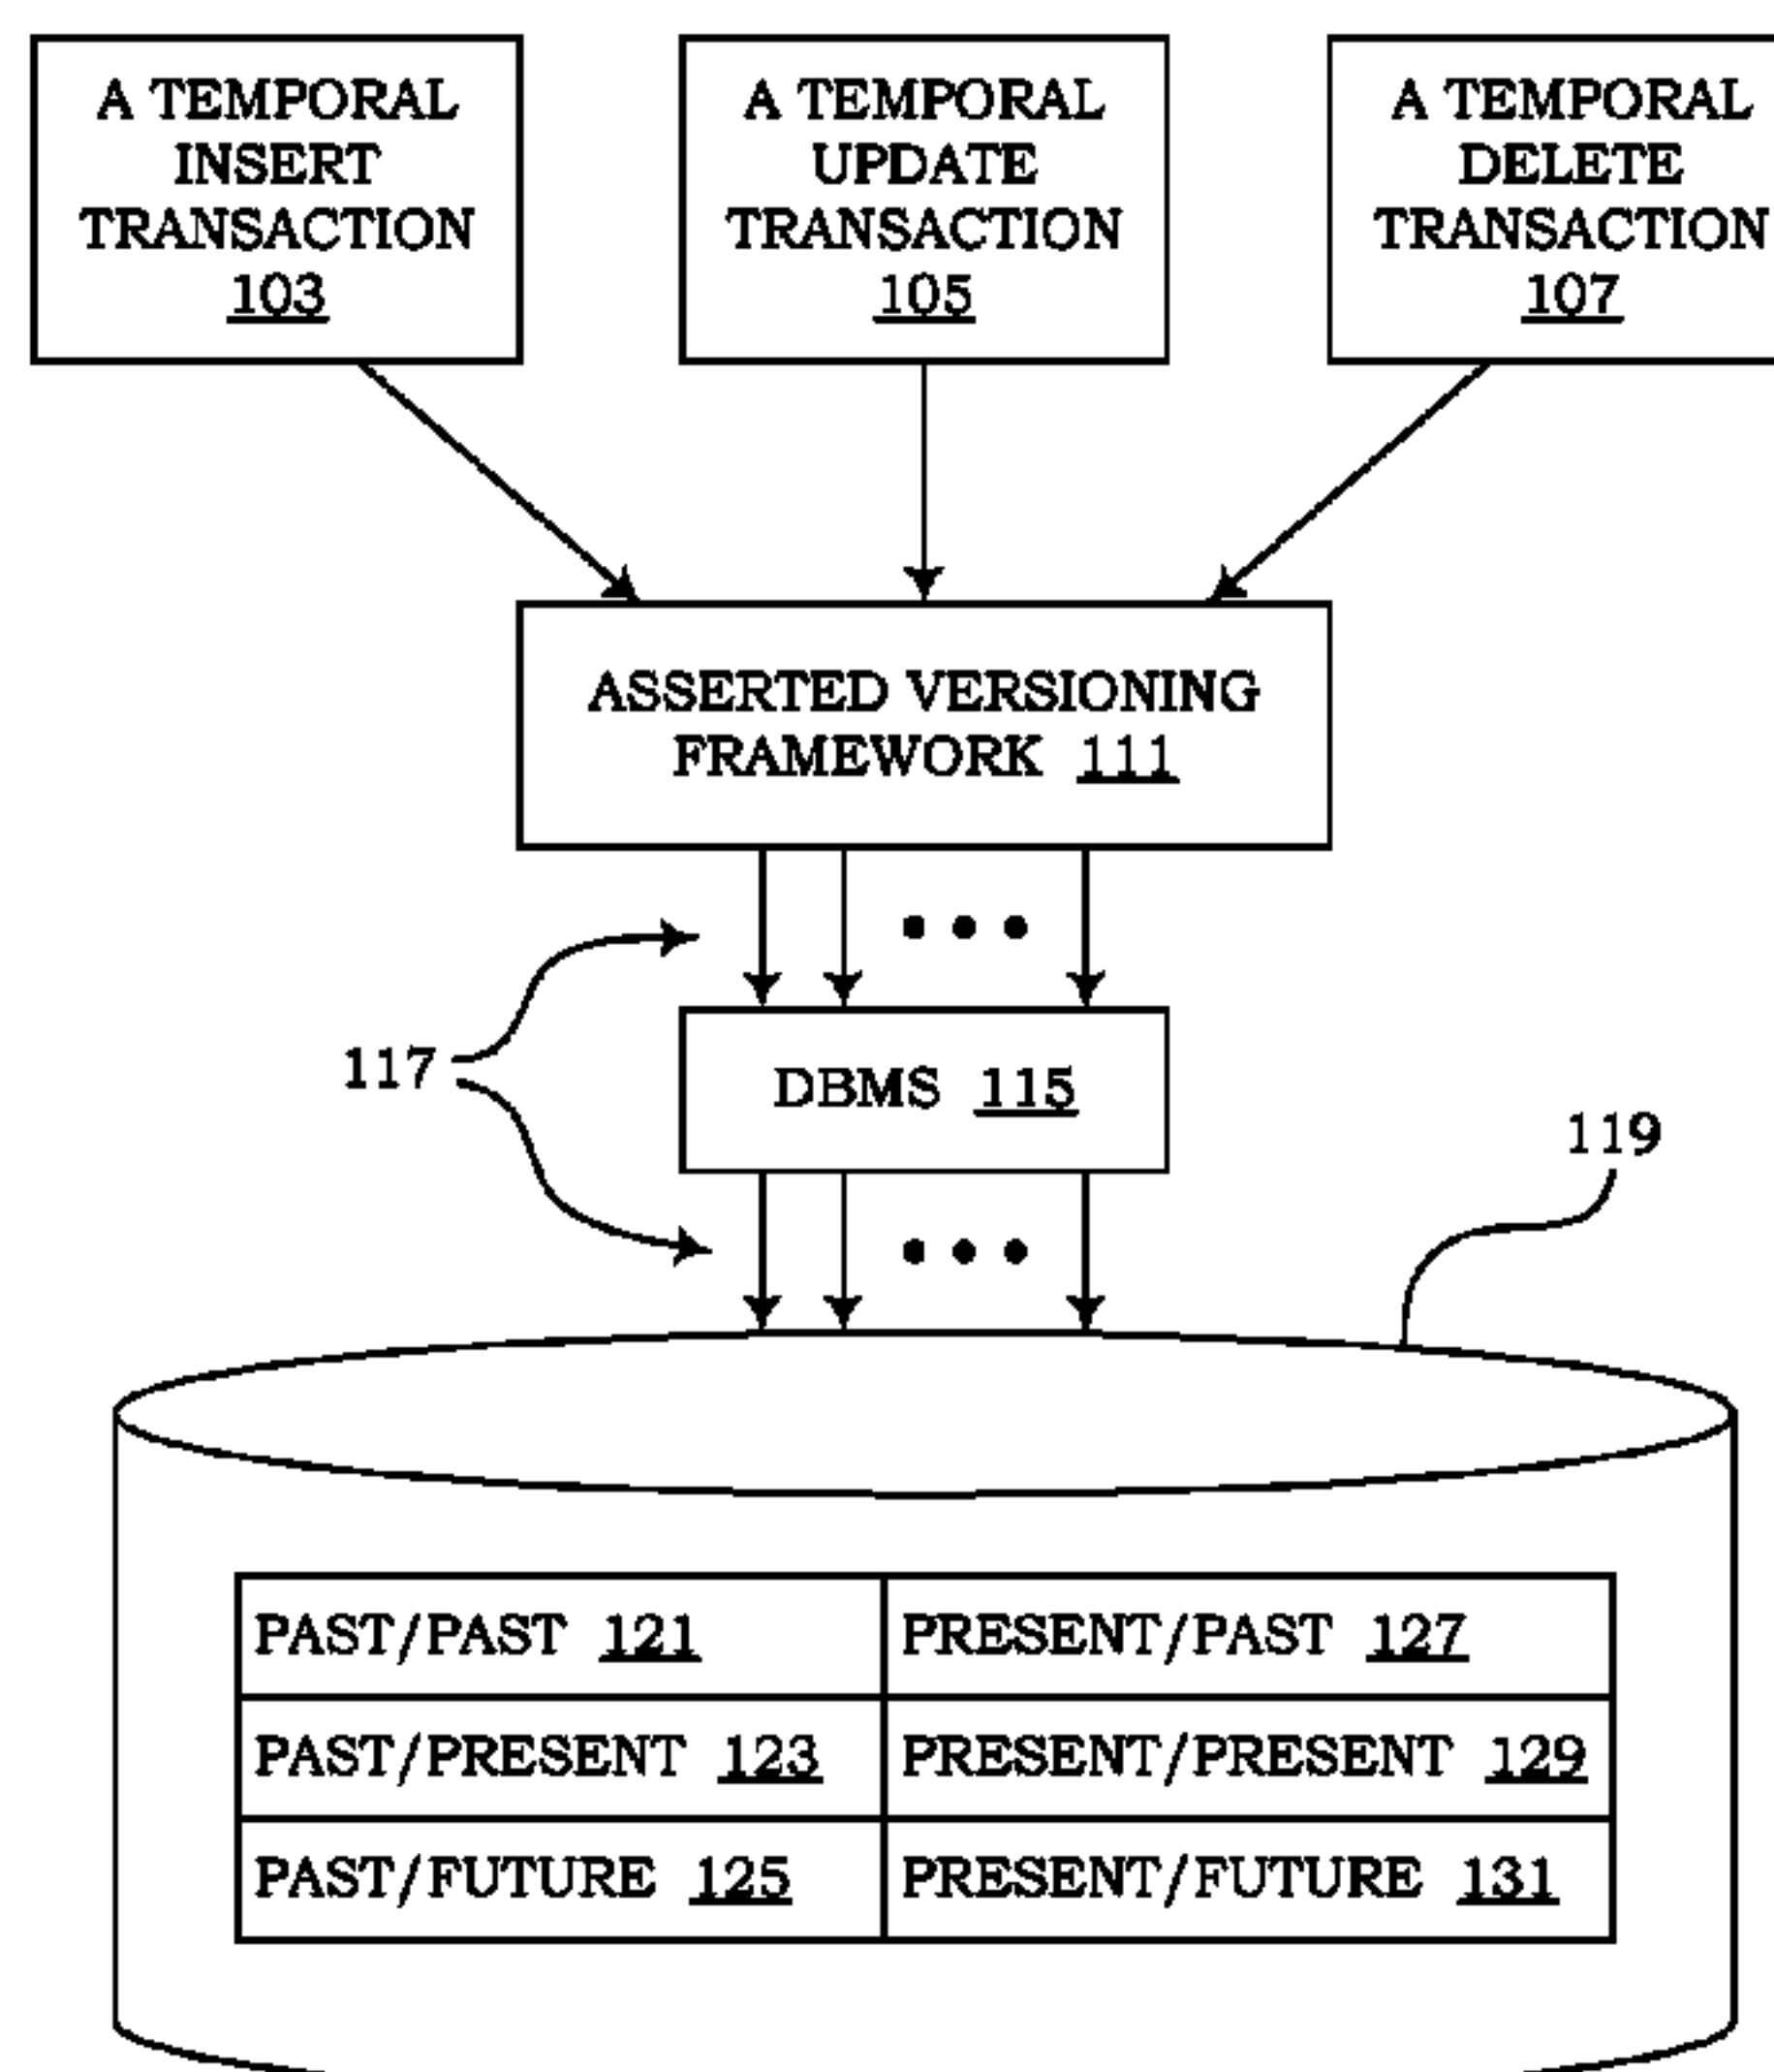 A TEMPORAL
INSERT
TRANSACTION
103
A TEMPORAL
UPDATE
TRANSACTION
105
A TEMPORAL
DELETE
TRANSACTION
107
ASSERTED VERSIONING
FRAMEWORK 111
117
DBMS 115
119
PAST/PAST 121
PRESENT/PAST 127
PAST/PRESENT 123
PRESENT/PRESENT 129
PAST/FUTURE 125
PRESENT/FUTURE 131